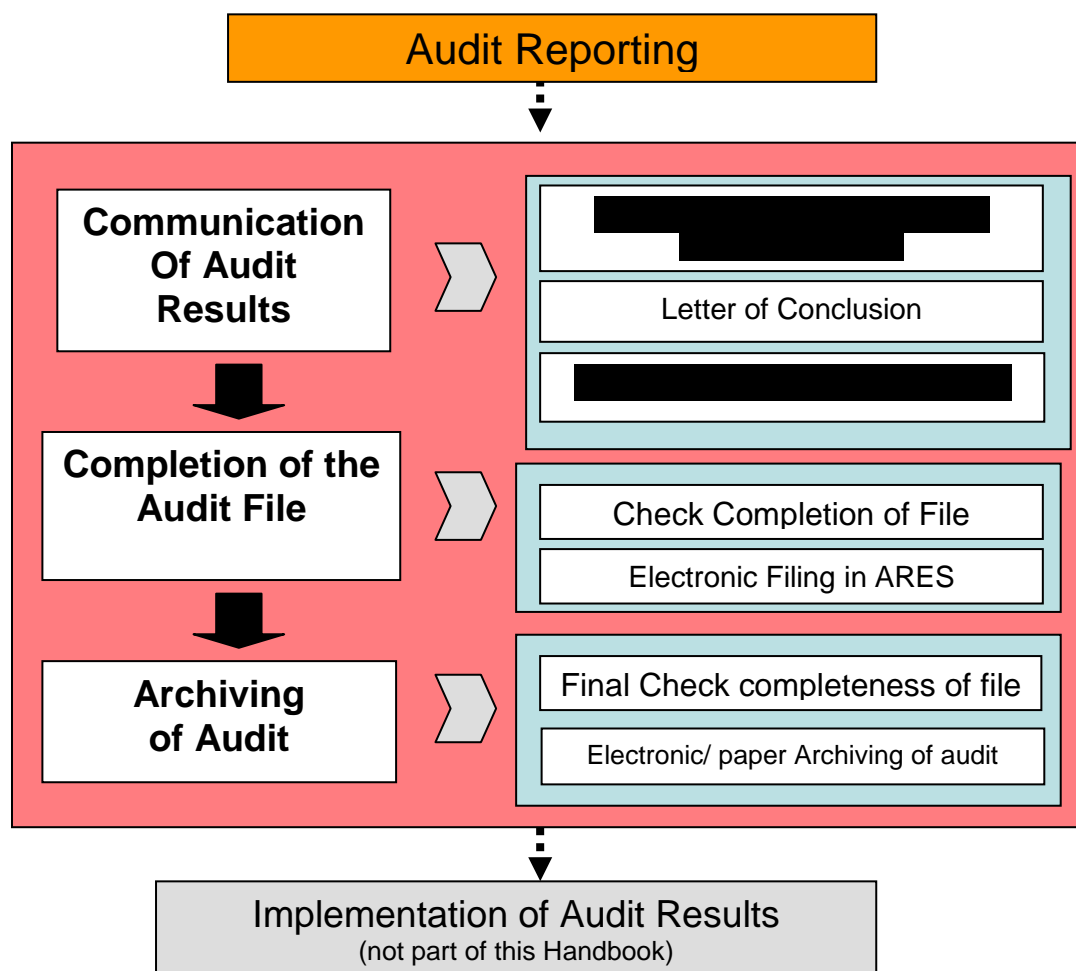 Audit Reporting
Communication
Of Audit
Results
Letter of Conclusion
Completion of the
Audit File
Check Completion of File
Electronic Filing in ARES
Archiving
of Audit
Final Check completeness of file
Electronic/ paper Archiving of audit
Implementation of Audit Results
(not part of this Handbook)